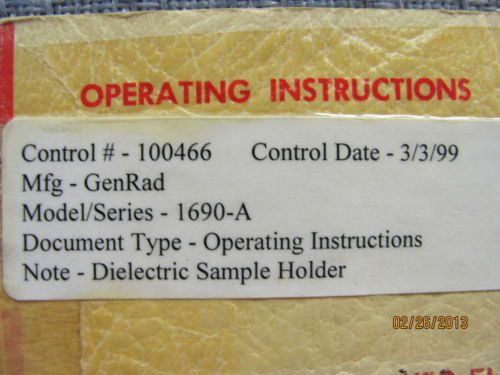 OPERATING INSTRUCTIONS
Control # - 100466 Control Date - 3/3/99
Mfg - GenRad
Model/Series - 1690-A
Document Type - Operating Instructions
Note - Dielectric Sample Holder
02/26/2013